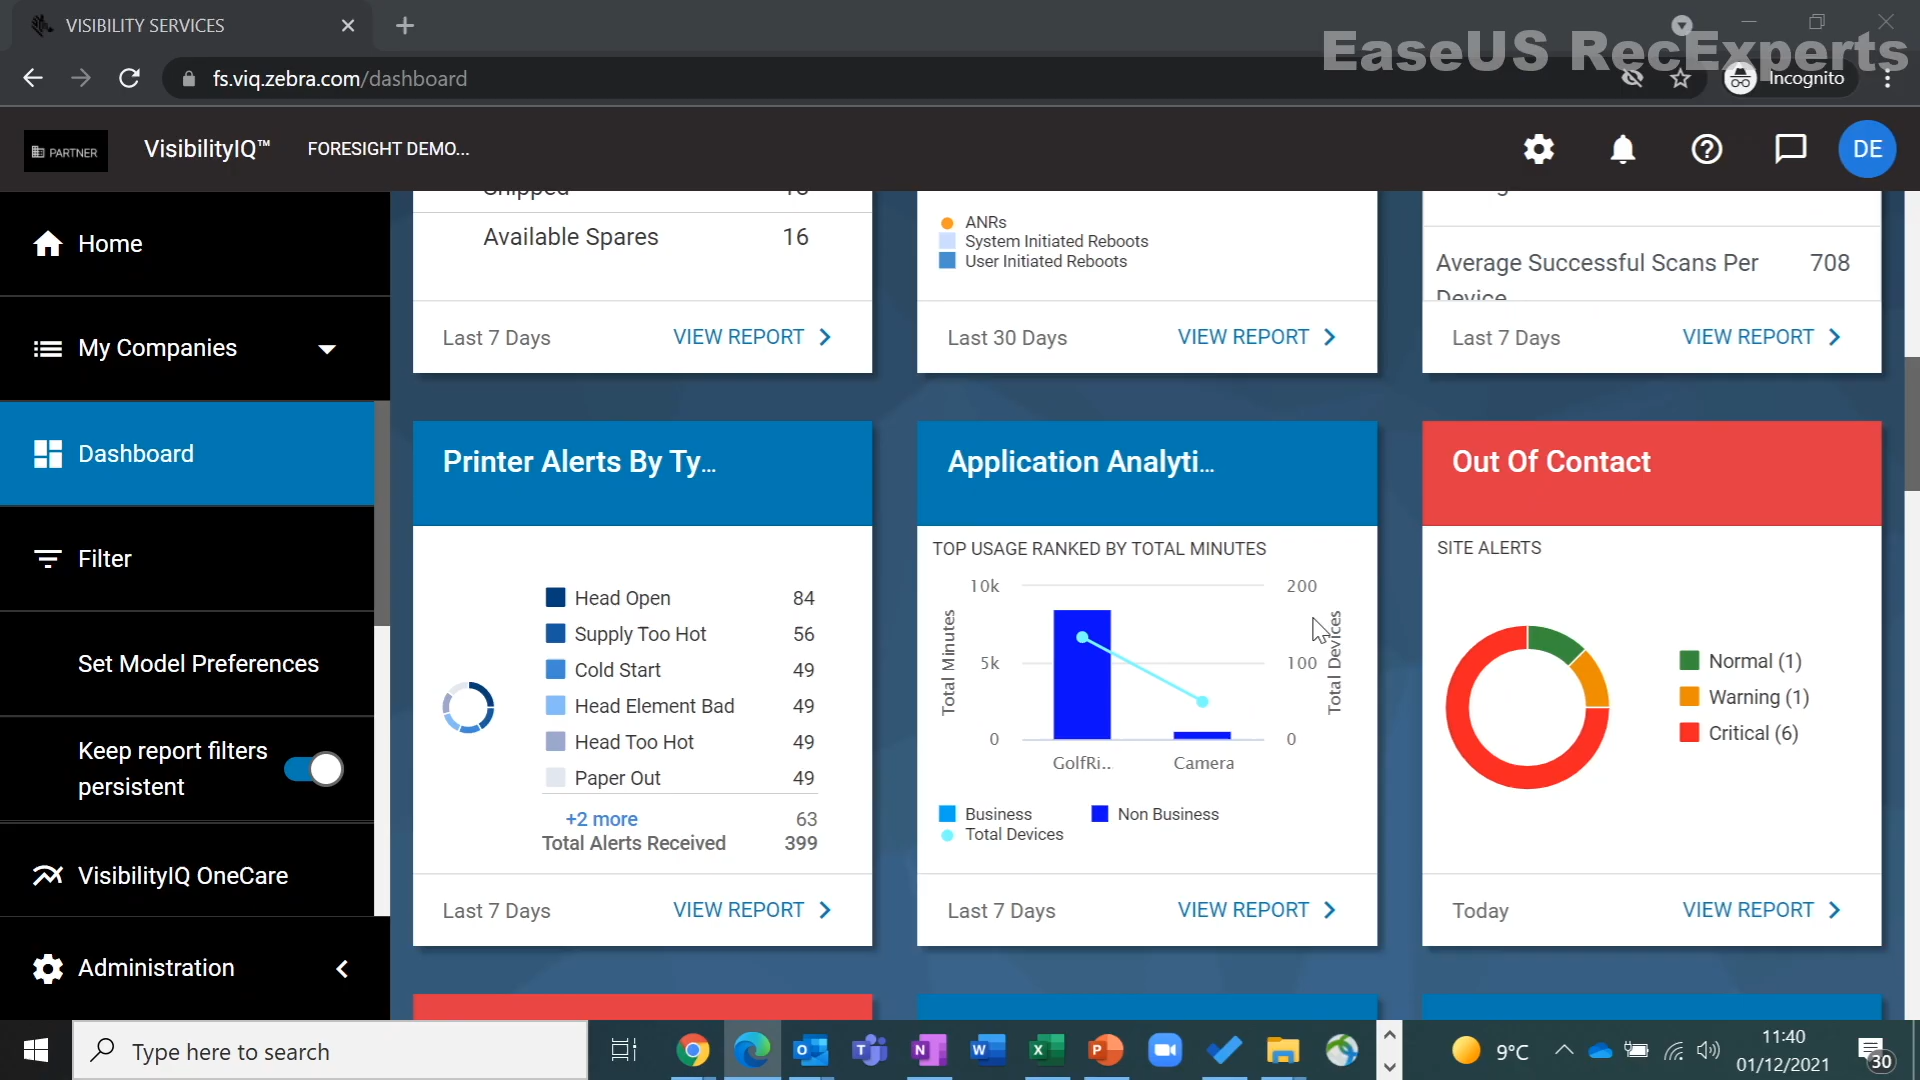 VISIBILITY SERVICES
EaseUS RecExperts
fs.viq.zebra.com/dashboard
Incognito
PARTNER
VisibilityIQ™
FORESIGHT DEMO...
DE
Home
My Companies
Dashboard
Filter
Set Model Preferences
Keep report filters
persistent
VisibilityIQ OneCare
Administration
Shipped
Available Spares 16
Last 7 Days VIEW REPORT
ANRs
System Initiated Reboots
User Initiated Reboots
Last 30 Days VIEW REPORT
Average Successful Scans Per 708
Device
Last 7 Days VIEW REPORT
Printer Alerts By Ty...
Head Open 84
Supply Too Hot 56
Cold Start 49
Head Element Bad 49
Head Too Hot 49
Paper Out 49
+2 more 63
Total Alerts Received 399
Last 7 Days VIEW REPORT
Application Analyti...
TOP USAGE RANKED BY TOTAL MINUTES
10k 200
Total Minutes
Total Devices
5k 100
0 0
GolfRi.. Camera
Business Non Business
Total Devices
Last 7 Days VIEW REPORT
Out Of Contact
SITE ALERTS
Normal (1)
Warning (1)
Critical (6)
Today VIEW REPORT
Type here to search
9°C
11:40
01/12/2021
30